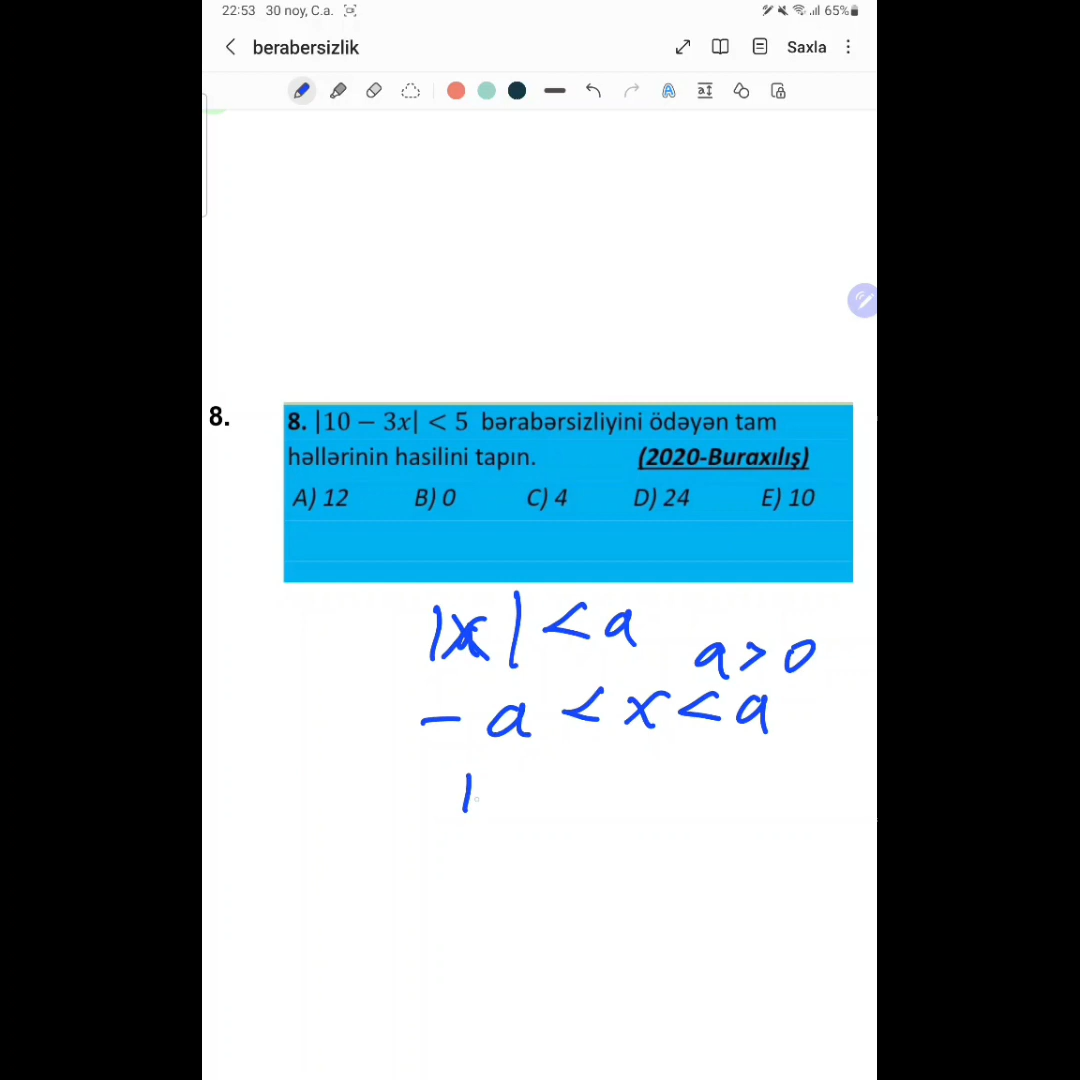 22:53 30 noy, C.a. 65%
berabersizlik Saxla
8.
8. |10 − 3x| < 5 bərabərsizliyini ödəyən tam
həllərinin hasilini tapın. (2020-Buraxılış)
A) 12 B) 0 C) 4 D) 24 E) 10
|x| < a
a > 0
− a < x < a
|